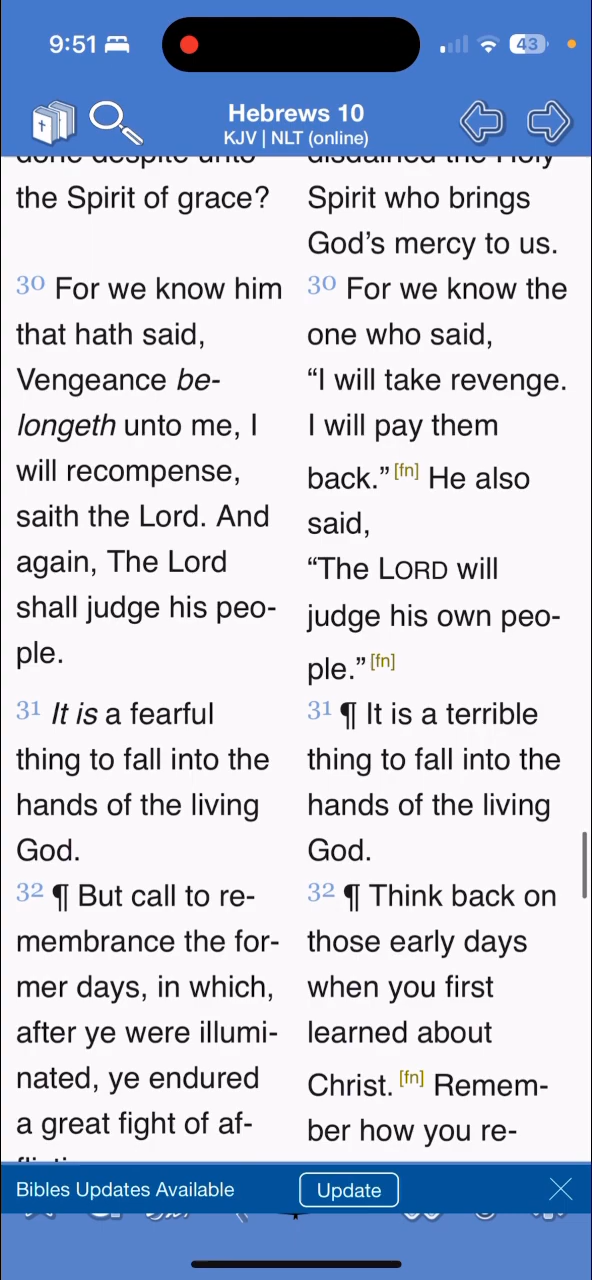 9:51
43
Hebrews 10
KJV | NLT (online)
done despite unto
the Spirit of grace?
30 For we know him
that hath said,
Vengeance be-
longeth unto me, I
will recompense,
saith the Lord. And
again, The Lord
shall judge his peo-
ple.
31 It is a fearful
thing to fall into the
hands of the living
God.
32 ¶ But call to re-
membrance the for-
mer days, in which,
after ye were illumi-
nated, ye endured
a great fight of af-
disdained the Holy
Spirit who brings
God’s mercy to us.
30 For we know the
one who said,
“I will take revenge.
I will pay them
back.” [fn] He also
said,
“The LORD will
judge his own peo-
ple.” [fn]
31 ¶ It is a terrible
thing to fall into the
hands of the living
God.
32 ¶ Think back on
those early days
when you first
learned about
Christ. [fn] Remem-
ber how you re-
Bibles Updates Available
Update